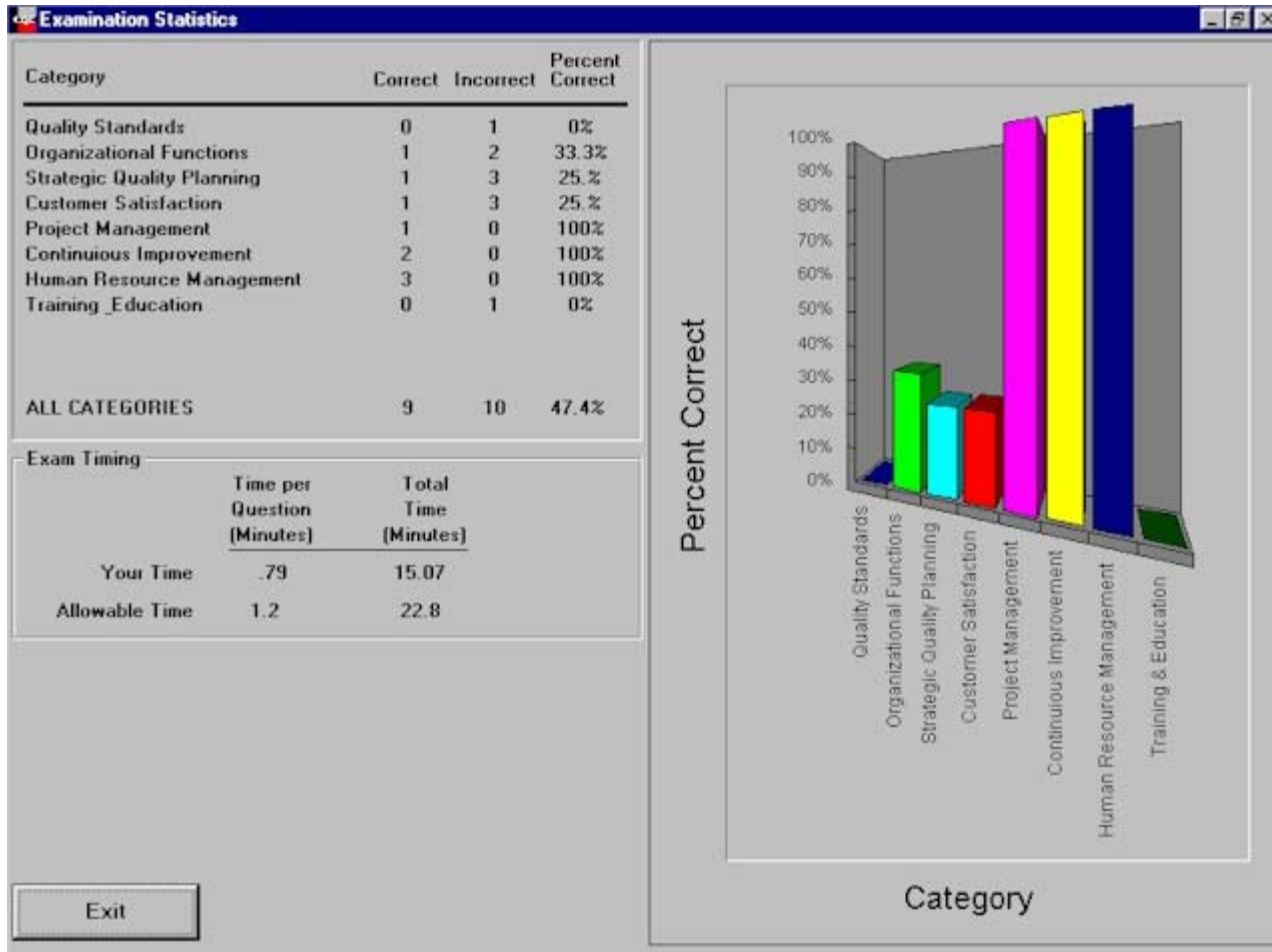 Examination Statistics
Category Correct Incorrect Percent Correct
Quality Standards 0 1 0%
Organizational Functions 1 2 33.3%
Strategic Quality Planning 1 3 25.%
Customer Satisfaction 1 3 25.%
Project Management 1 0 100%
Continuious Improvement 2 0 100%
Human Resource Management 3 0 100%
Training _Education 0 1 0%
ALL CATEGORIES 9 10 47.4%
Exam Timing
Time per Question (Minutes) Total Time (Minutes)
Your Time .79 15.07
Allowable Time 1.2 22.8
Exit
Percent Correct
100%
90%
80%
70%
60%
50%
40%
30%
20%
10%
0%
Quality Standards
Organizational Functions
Strategic Quality Planning
Customer Satisfaction
Project Management
Continuious Improvement
Human Resource Management
Training & Education
Category